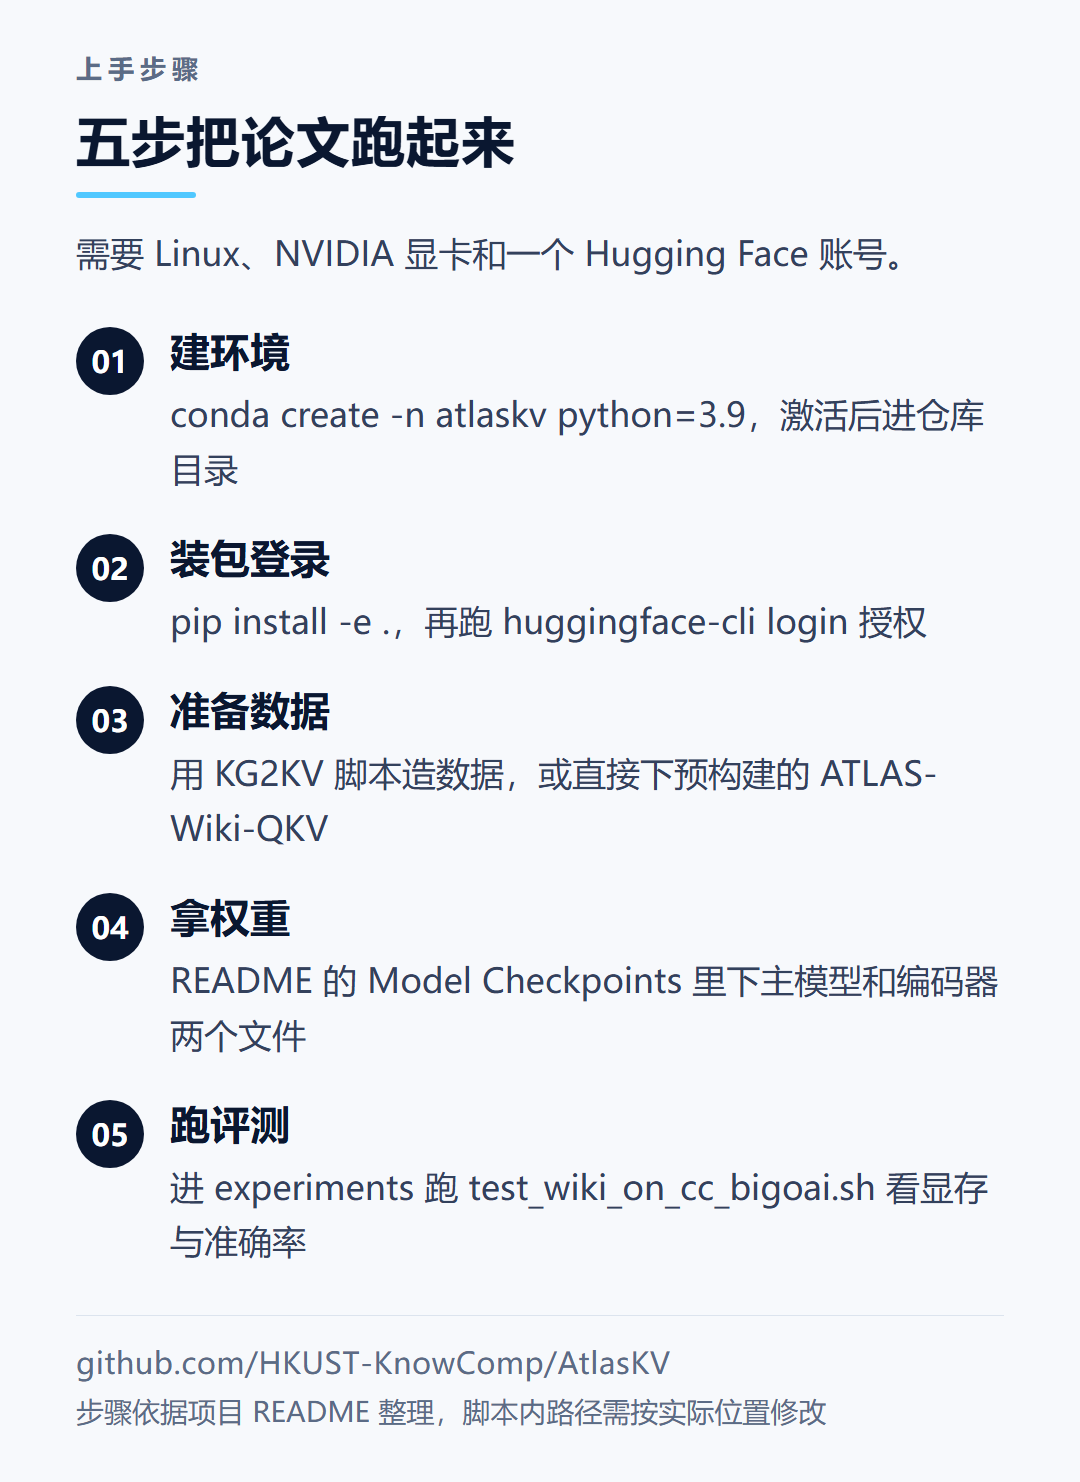 上手步骤
五步把论文跑起来
需要 Linux、NVIDIA 显卡和一个 Hugging Face 账号。
01
建环境
conda create -n atlaskv python=3.9，激活后进仓库
目录
02
装包登录
pip install -e .，再跑 huggingface-cli login 授权
03
准备数据
用 KG2KV 脚本造数据，或直接下预构建的 ATLAS-
Wiki-QKV
04
拿权重
README 的 Model Checkpoints 里下主模型和编码器
两个文件
05
跑评测
进 experiments 跑 test_wiki_on_cc_bigoai.sh 看显存
与准确率
github.com/HKUST-KnowComp/AtlasKV
步骤依据项目 README 整理，脚本内路径需按实际位置修改